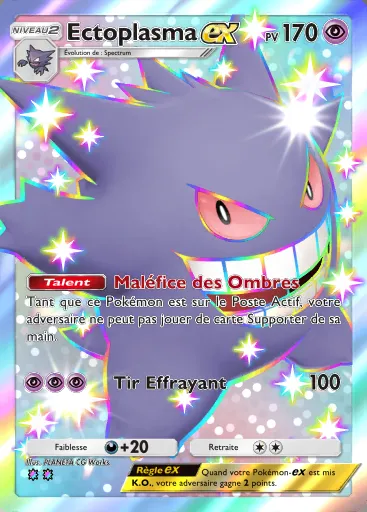 NIVEAU2 Ectoplasma ex PV 170
Évolution de : Spectrum
Talent Maléfice des Ombres
Tant que ce Pokémon est sur le Poste Actif, votre
adversaire ne peut pas jouer de carte Supporter de sa
main.
Tir Effrayant 100
Faiblesse +20 Retraite
Illus. PLANETA CG Works
Règle ex Quand votre Pokémon-ex est mis
K.O., votre adversaire gagne 2 points.